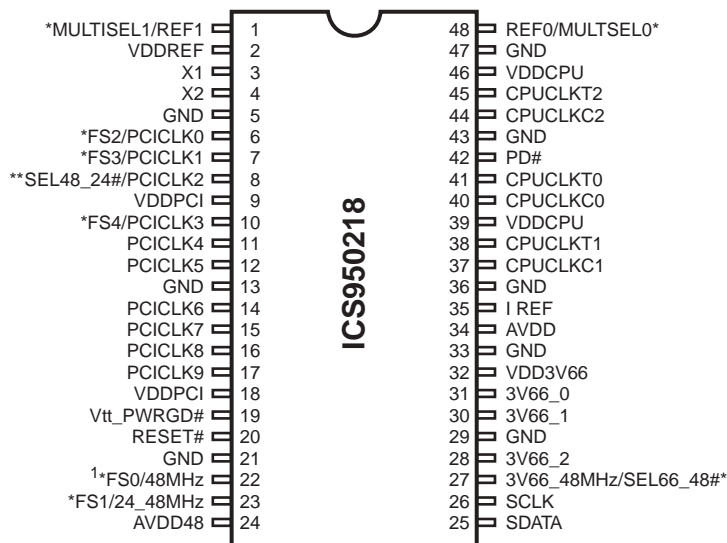 *MULTISEL1/REF1 1 48 REF0/MULTSEL0*
VDDREF 2 47 GND
X1 3 46 VDDCPU
X2 4 45 CPUCLKT2
GND 5 44 CPUCLKC2
*FS2/PCICLK0 6 43 GND
*FS3/PCICLK1 7 42 PD#
**SEL48_24#/PCICLK2 8 41 CPUCLKT0
VDDPCI 9 40 CPUCLKC0
*FS4/PCICLK3 10 39 VDDCPU
PCICLK4 11 38 CPUCLKT1
PCICLK5 12 37 CPUCLKC1
GND 13 36 GND
PCICLK6 14 35 I REF
PCICLK7 15 34 AVDD
PCICLK8 16 33 GND
PCICLK9 17 32 VDD3V66
VDDPCI 18 31 3V66_0
Vtt_PWRGD# 19 30 3V66_1
RESET# 20 29 GND
GND 21 28 3V66_2
1*FS0/48MHz 22 27 3V66_48MHz/SEL66_48#*
*FS1/24_48MHz 23 26 SCLK
AVDD48 24 25 SDATA
ICS950218